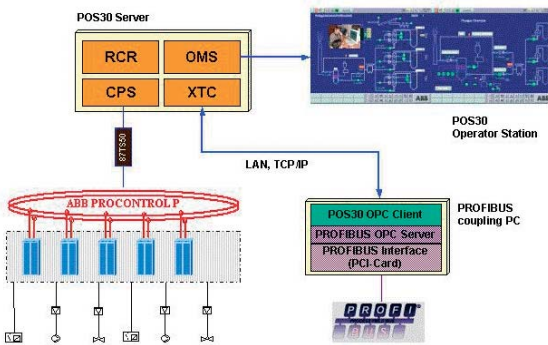 POS30 Server
RCR
OMS
CPS
XTC
ABB
ABB
POS30
Operator Station
87TS50
LAN, TCP/IP
ABB PROCONTROL P
PROFIBUS
coupling PC
POS30 OPC Client
PROFIBUS OPC Server
PROFIBUS Interface
(PCI-Card)
PROFI
BUS